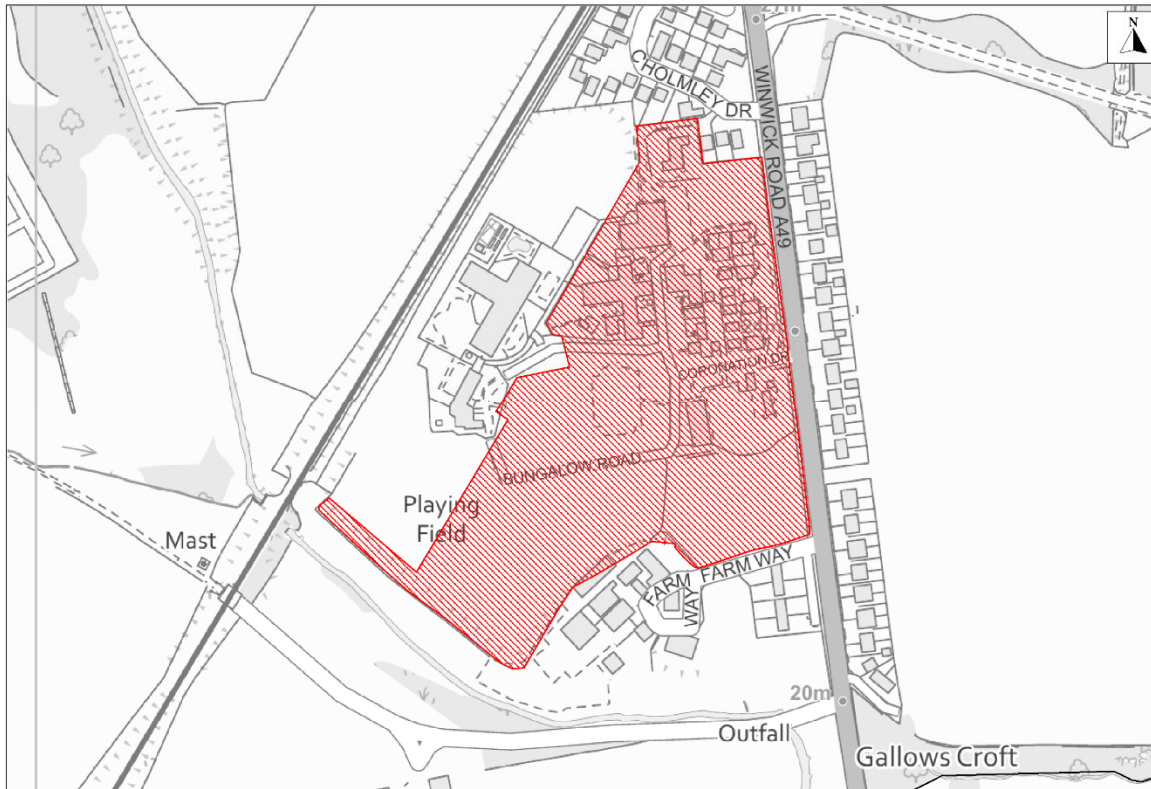 27m
N
CHOLMLEY DR
WINWICK ROAD A49
CORONATION DR
BUNGALOW ROAD
Playing
Field
Mast
FARM WAY
FARM
WAY
20m
Outfall
Gallows Croft